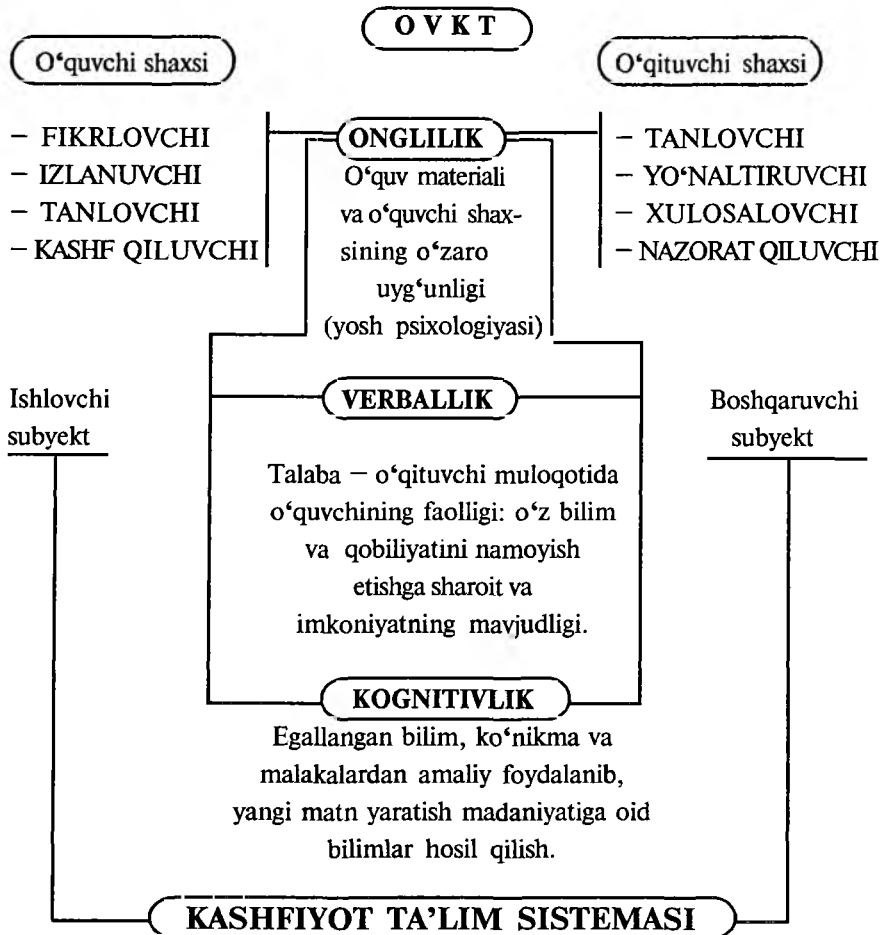 O V K T
O‘quvchi shaxsi
O‘qituvchi shaxsi
– FIKRLOVCHI
– IZLANUVCHI
– TANLOVCHI
– KASHF QILUVCHI
ONGLILIK
O‘quv materiali
va o‘quvchi shax-
sining o‘zaro
uyg‘unligi
(yosh psixologiyasi)
– TANLOVCHI
– YO‘NALTIRUVCHI
– XULOSALOVCHI
– NAZORAT QILUVCHI
Ishlovchi
subyekt
VERBALLIK
Boshqaruvchi
subyekt
Talaba – o‘qituvchi muloqotida
o‘quvchining faolligi: o‘z bilim
va qobiliyatini namoyish
etishga sharoit va
imkoniyatning mavjudligi.
KOGNITIVLIK
Egallangan bilim, ko‘nikma va
malakalardan amaliy foydalanib,
yangi matn yaratish madaniyatiga oid
bilimlar hosil qilish.
KASHFIYOT TA’LIM SISTEMASI